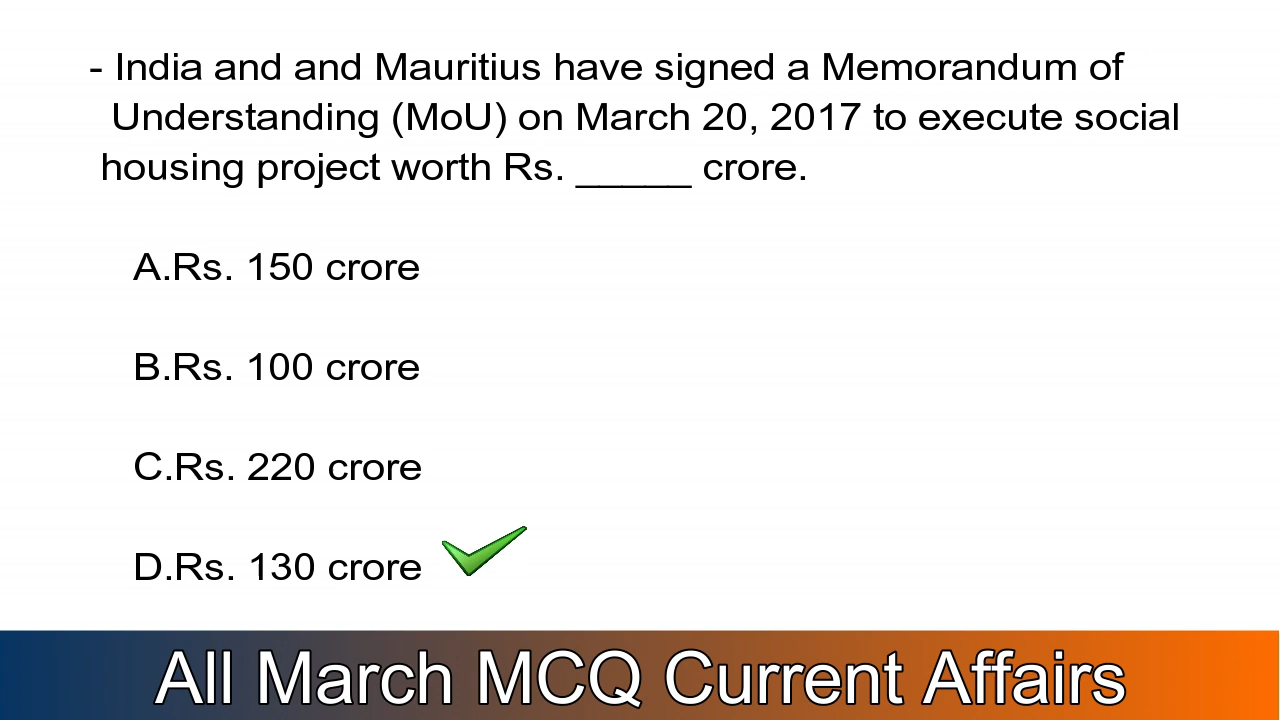 - India and and Mauritius have signed a Memorandum of
Understanding (MoU) on March 20, 2017 to execute social
housing project worth Rs. _____ crore.
A.Rs. 150 crore
B.Rs. 100 crore
C.Rs. 220 crore
D.Rs. 130 crore
All March MCQ Current Affairs